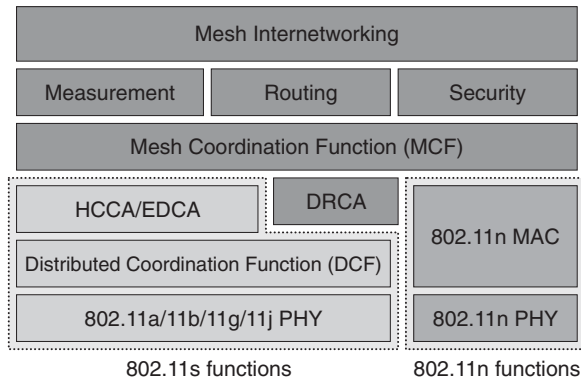 Mesh Internetworking
Measurement
Routing
Security
Mesh Coordination Function (MCF)
HCCA/EDCA
DRCA
802.11n MAC
Distributed Coordination Function (DCF)
802.11a/11b/11g/11j PHY
802.11n PHY
802.11s functions
802.11n functions